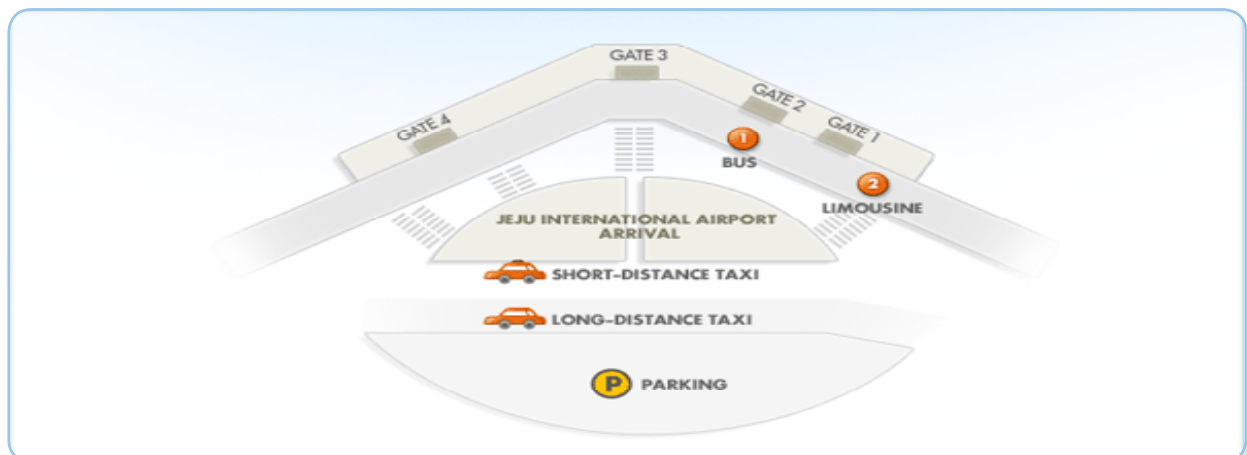 GATE 3
GATE 2
GATE 4
GATE 1
1
BUS
2
LIMOUSINE
JEJU INTERNATIONAL AIRPORT
ARRIVAL
SHORT-DISTANCE TAXI
LONG-DISTANCE TAXI
P PARKING